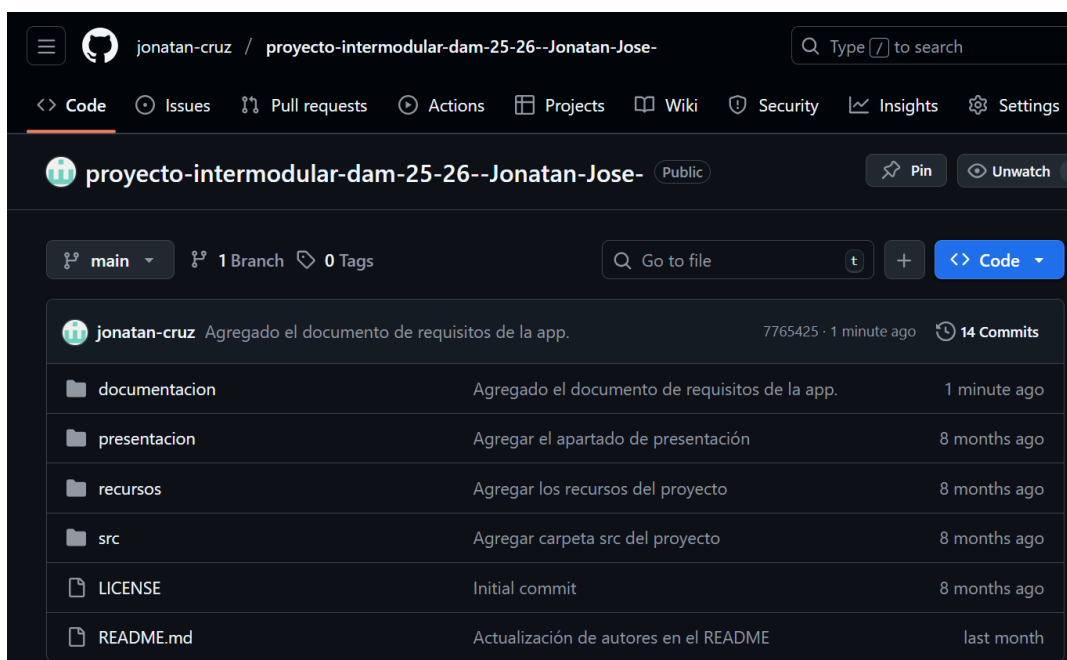 jonatan-cruz / proyecto-intermodular-dam-25-26--Jonatan-Jose- Type / to search
Code Issues Pull requests Actions Projects Wiki Security Insights Settings
proyecto-intermodular-dam-25-26--Jonatan-Jose- Public Pin Unwatch
main 1 Branch 0 Tags Go to file t + Code
jonatan-cruz Agregado el documento de requisitos de la app. 7765425 · 1 minute ago 14 Commits
documentacion Agregado el documento de requisitos de la app. 1 minute ago
presentacion Agregar el apartado de presentación 8 months ago
recursos Agregar los recursos del proyecto 8 months ago
src Agregar carpeta src del proyecto 8 months ago
LICENSE Initial commit 8 months ago
README.md Actualización de autores en el README last month